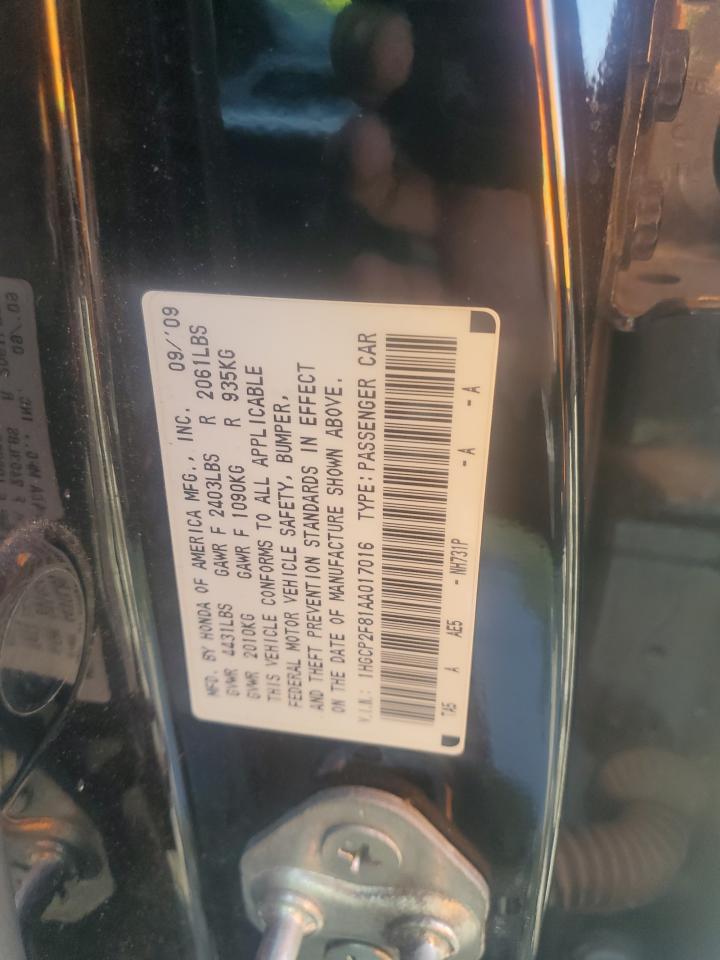 MFD. BY HONDA OF AMERICA MFG., INC. 09/'09
GVWR 4431LBS GAWR F 2403LBS R 2061LBS
GVWR 2010KG GAWR F 1090KG R 935KG
THIS VEHICLE CONFORMS TO ALL APPLICABLE
FEDERAL MOTOR VEHICLE SAFETY, BUMPER,
AND THEFT PREVENTION STANDARDS IN EFFECT
ON THE DATE OF MANUFACTURE SHOWN ABOVE.
V.I.N.: 1HGCP2F81AA017016 TYPE:PASSENGER CAR
TA5 A AE5 - NH731P - A - A